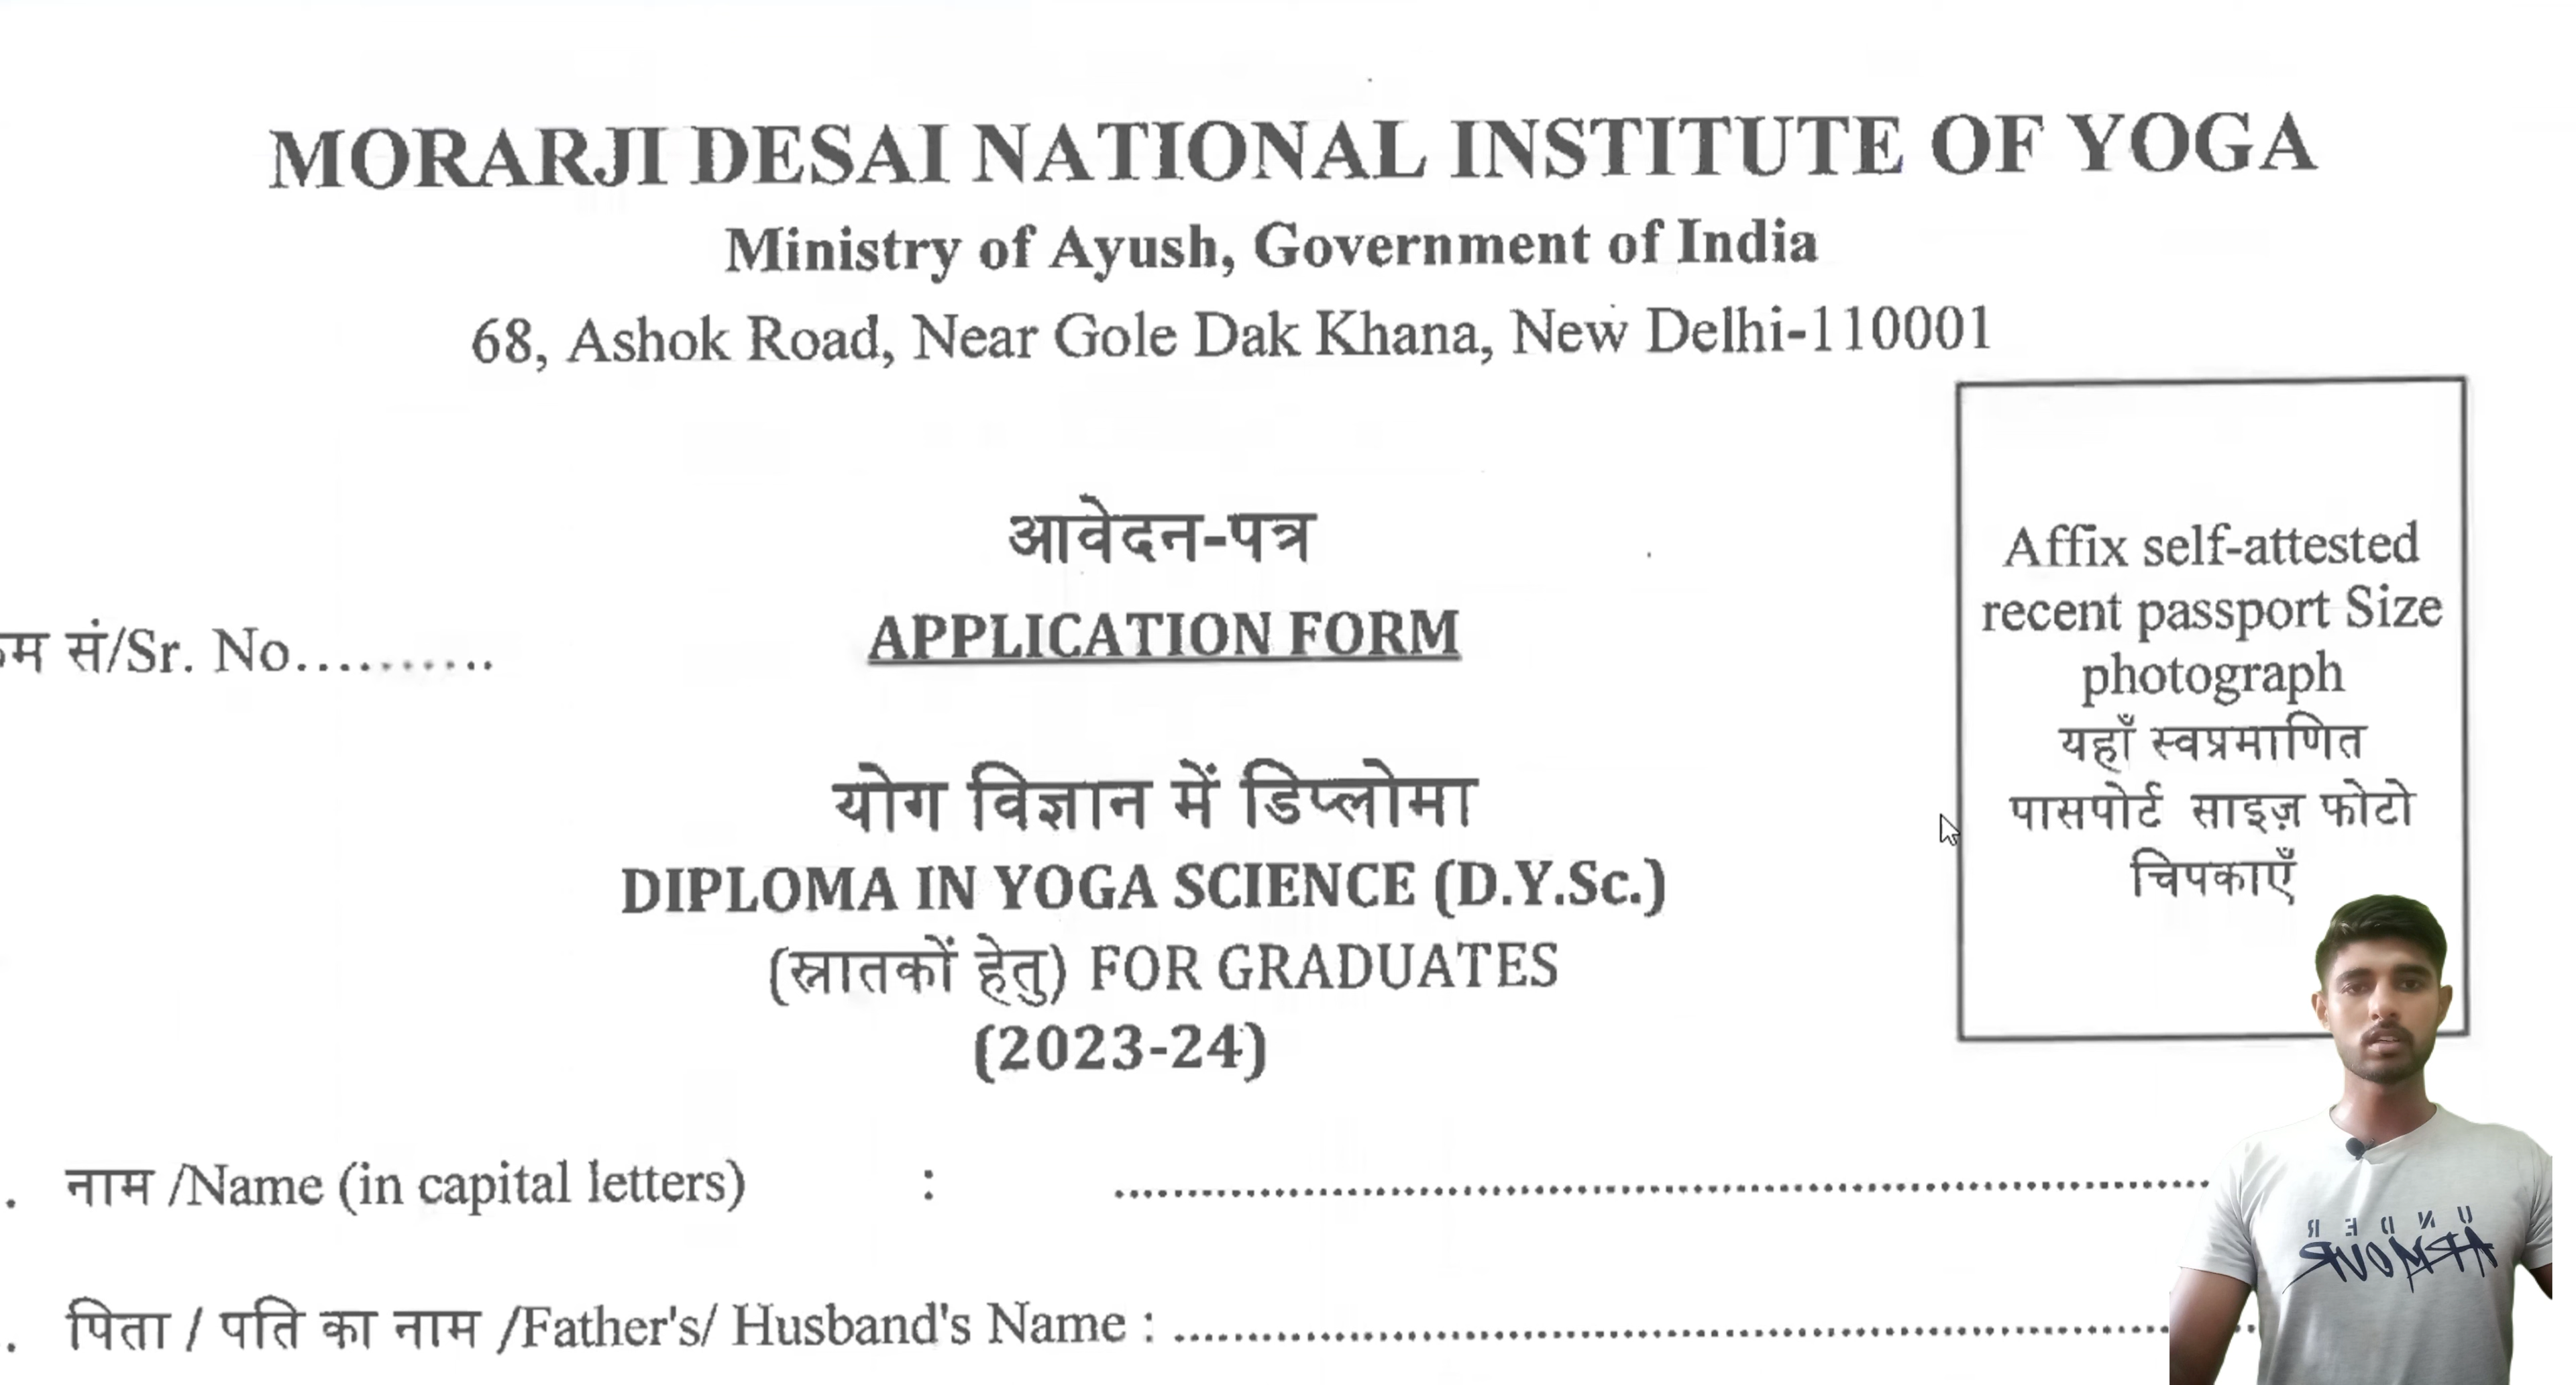 MORARJI DESAI NATIONAL INSTITUTE OF YOGA
Ministry of Ayush, Government of India
68, Ashok Road, Near Gole Dak Khana, New Delhi-110001
आवेदन-पत्र
सं/Sr. No..........
APPLICATION FORM
Affix self-attested
recent passport Size
photograph
यहाँ स्वप्रमाणित
पासपोर्ट साइज़ फोटो
चिपकाएँ
योग विज्ञान में डिप्लोमा
DIPLOMA IN YOGA SCIENCE (D.Y.Sc.)
(स्नातकों हेतु) FOR GRADUATES
(2023-24)
. नाम /Name (in capital letters) : ................................................
. पिता / पति का नाम /Father's/ Husband's Name : ................................................
UNDER
ARMOUR